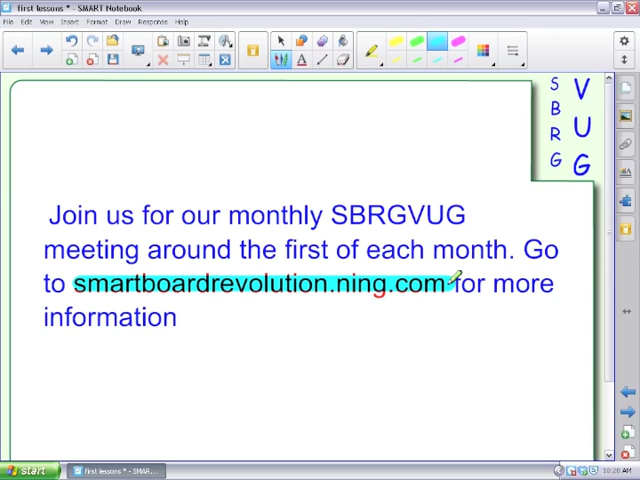 first lessons * - SMART Notebook
File Edit View Insert Format Draw Response Help
S
B
R
G
V
U
G
Join us for our monthly SBRGVUG
meeting around the first of each month. Go
to smartboardrevolution.ning.com for more
information
start
first lessons * - SMA...
10:28 AM